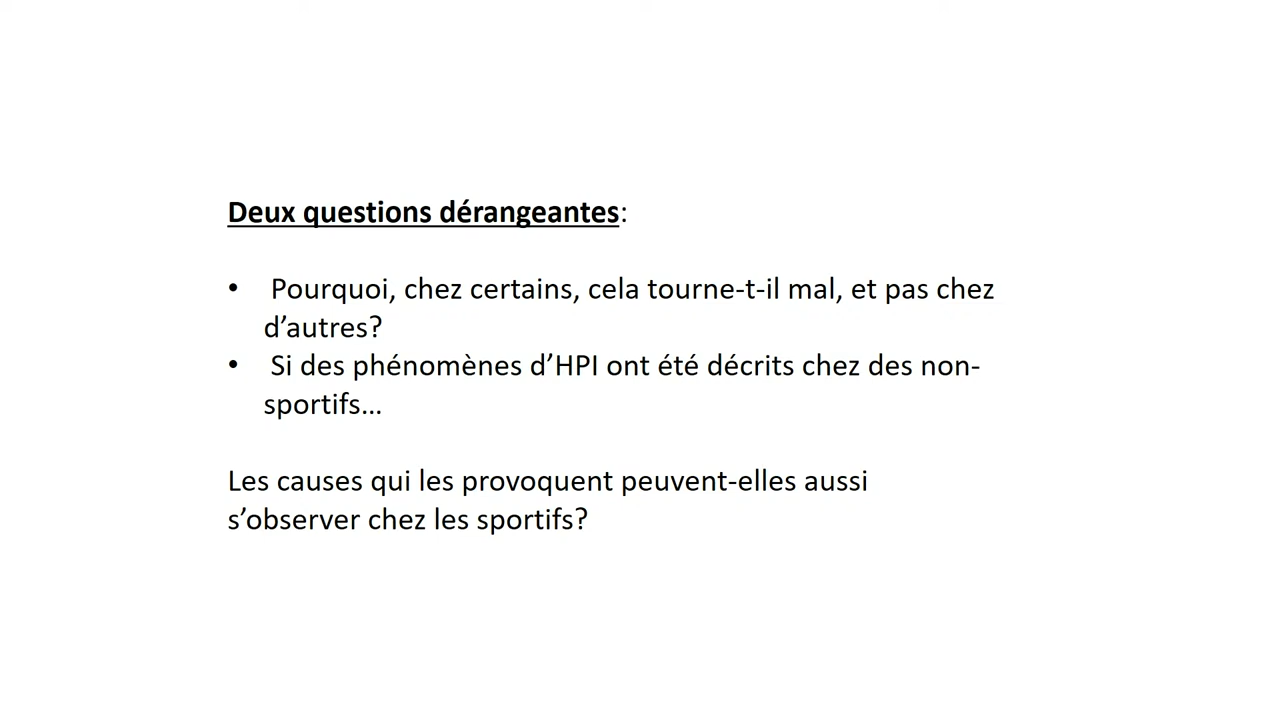 Deux questions dérangeantes:
• Pourquoi, chez certains, cela tourne-t-il mal, et pas chez
d’autres?
• Si des phénomènes d’HPI ont été décrits chez des non-
sportifs…
Les causes qui les provoquent peuvent-elles aussi
s’observer chez les sportifs?